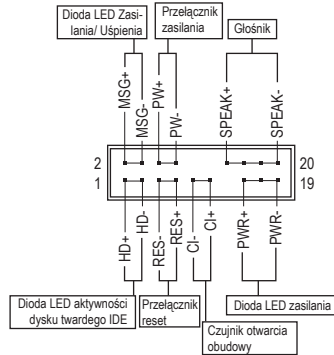 Dioda LED Zasi-
lania/ Uśpienia
Przełącznik
zasilania
Głośnik
MSG+
MSG-
PW+
PW-
SPEAK+
SPEAK-
2
20
1
19
HD+
HD-
RES-
RES+
CI-
CI+
PWR+
PWR-
Dioda LED aktywności
dysku twardego IDE
Przełącznik
reset
Dioda LED zasilania
Czujnik otwarcia
obudowy